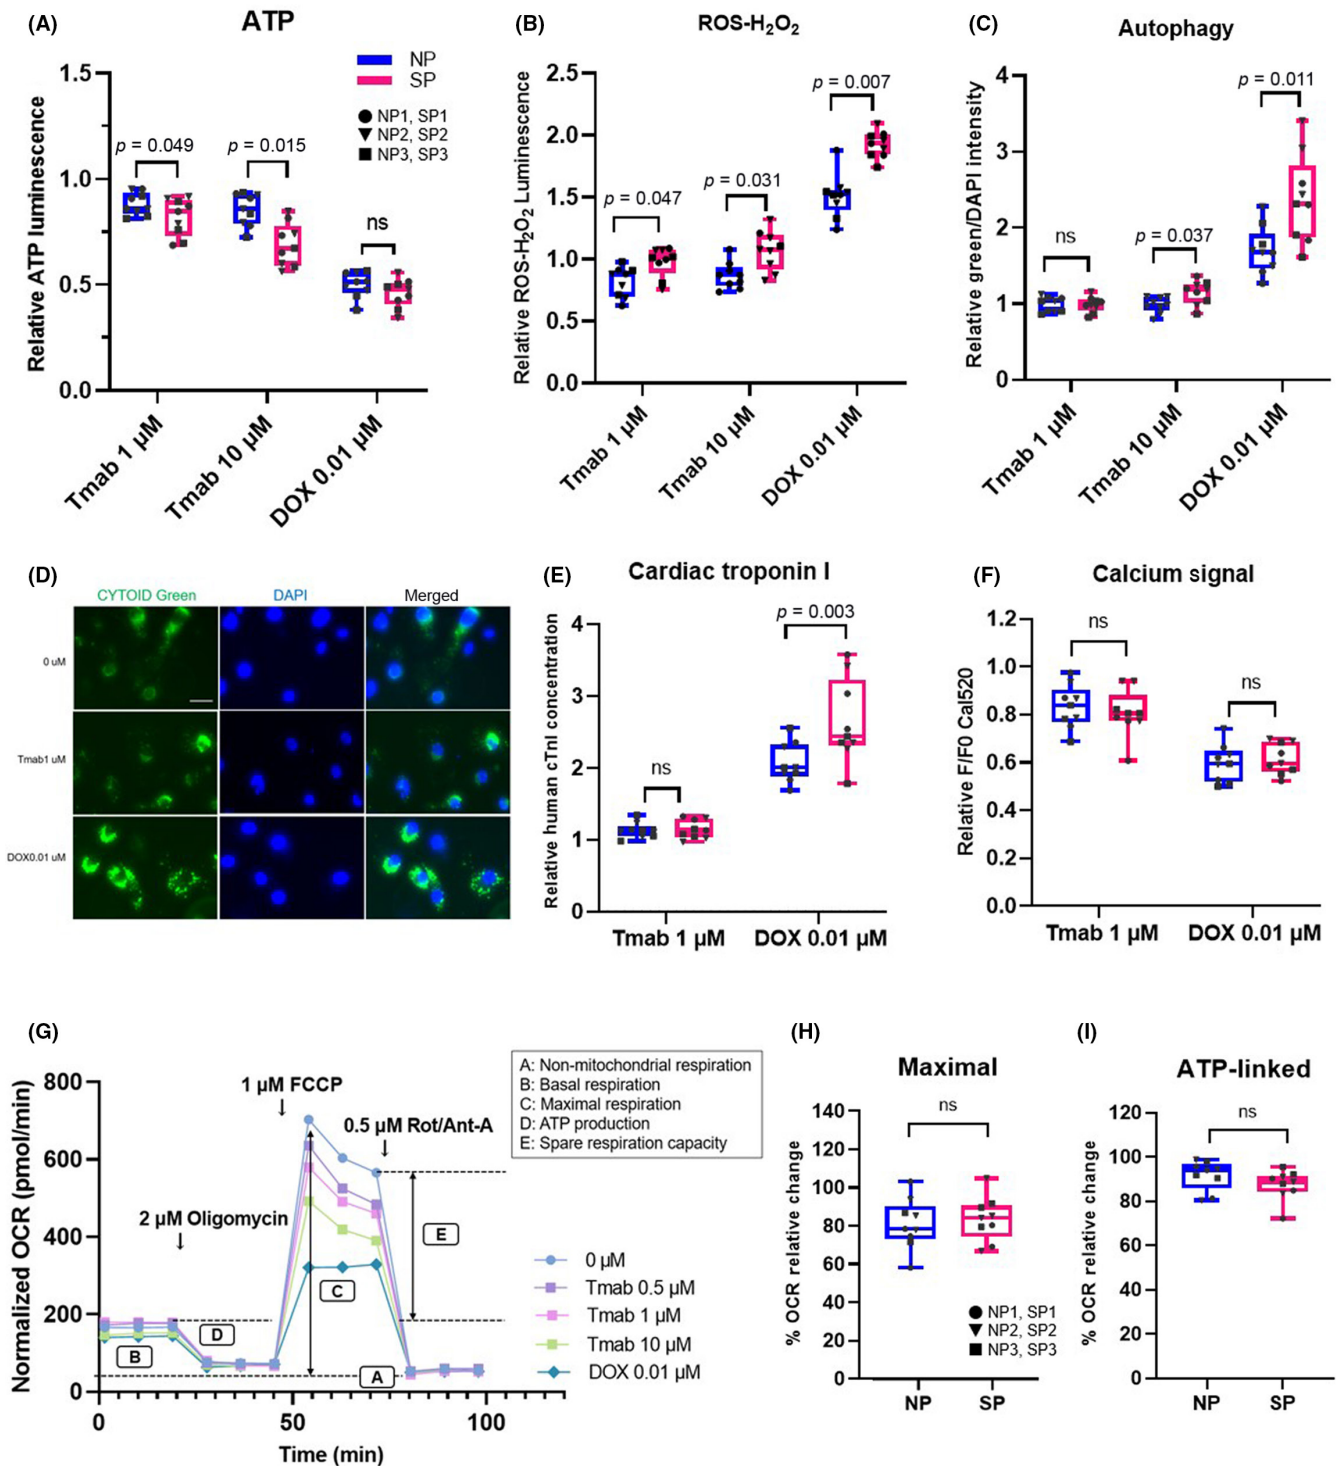 (A)
ATP
NP
SP
NP1, SP1
NP2, SP2
NP3, SP3
p = 0.049
p = 0.015
ns
1.5
1.0
0.5
0.0
Relative ATP luminescence
Tmab 1 µM
Tmab 10 µM
DOX 0.01 µM
(B)
ROS-H₂O₂
p = 0.007
p = 0.047
p = 0.031
2.5
2.0
1.5
1.0
0.5
0.0
Relative ROS-H₂O₂ Luminescence
Tmab 1 µM
Tmab 10 µM
DOX 0.01 µM
(C)
Autophagy
p = 0.011
ns
p = 0.037
4
3
2
1
0
Relative green/DAPI intensity
Tmab 1 µM
Tmab 10 µM
DOX 0.01 µM
(D)
CYTOID Green
DAPI
Merged
0 uM
Tmab1 uM
DOX0.01 uM
(E)
Cardiac troponin I
p = 0.003
ns
4
3
2
1
0
Relative human cTnI concentration
Tmab 1 µM
DOX 0.01 µM
(F)
Calcium signal
ns
ns
1.2
1.0
0.8
0.6
0.4
0.2
0.0
Relative F/F0 Cal520
Tmab 1 µM
DOX 0.01 µM
(G)
A: Non-mitochondrial respiration
B: Basal respiration
C: Maximal respiration
D: ATP production
E: Spare respiration capacity
1 µM FCCP
0.5 µM Rot/Ant-A
2 µM Oligomycin
E
C
D
B
A
0 µM
Tmab 0.5 µM
Tmab 1 µM
Tmab 10 µM
DOX 0.01 µM
800
600
400
200
0
Normalized OCR (pmol/min)
0
50
100
Time (min)
(H)
Maximal
ns
140
120
100
80
60
40
20
0
% OCR relative change
NP1, SP1
NP2, SP2
NP3, SP3
NP
SP
(I)
ATP-linked
ns
120
100
80
60
40
20
0
% OCR relative change
NP
SP